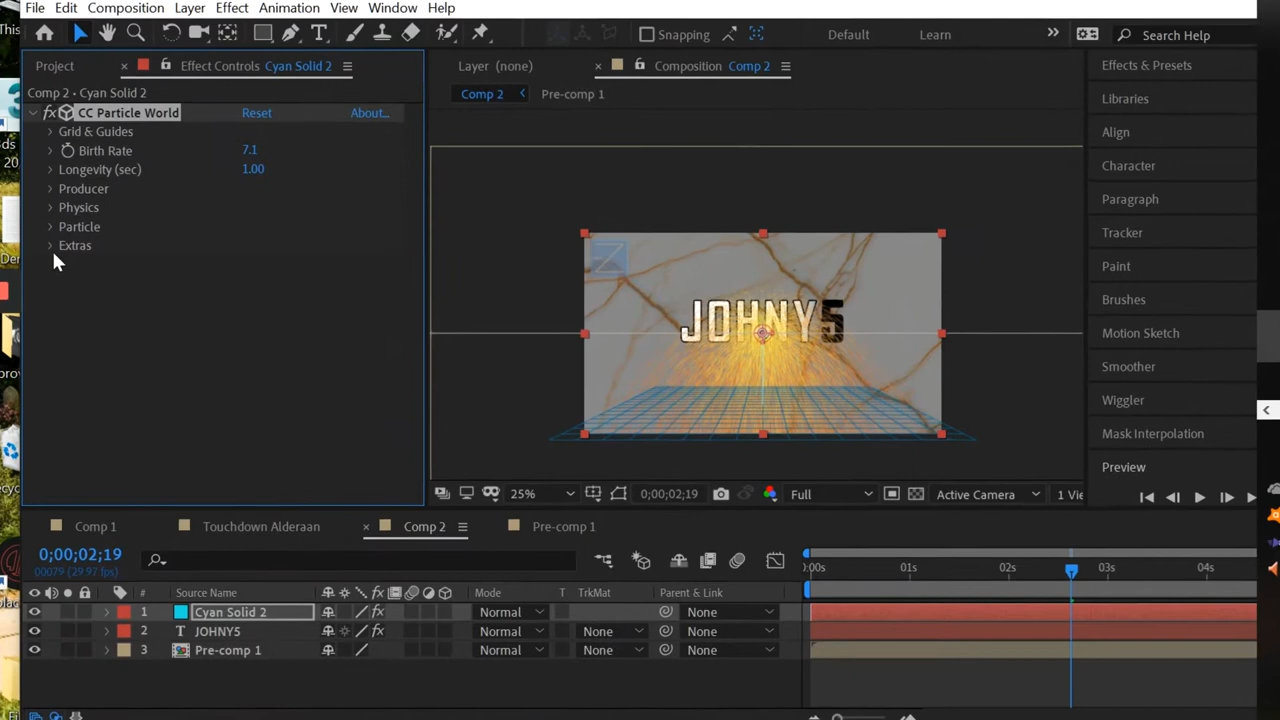 File Edit Composition Layer Effect Animation View Window Help
Snapping Default Learn Search Help
Project Effect Controls Cyan Solid 2
Layer (none) Composition Comp 2
Effects & Presets
Comp 2 • Cyan Solid 2
Comp 2 Pre-comp 1
Libraries
fx CC Particle World Reset About...
Grid & Guides
Align
Birth Rate 7.1
Longevity (sec) 1.00
Character
Producer
Paragraph
Physics
Particle
Tracker
Extras
Paint
Brushes
JOHNY5
Motion Sketch
Smoother
Wiggler
Mask Interpolation
Preview
25% 0;00;02;19 Full Active Camera 1 Vie
Comp 1 Touchdown Alderaan Comp 2 Pre-comp 1
0;00;02;19
00079 (29.97 fps)
:00s 01s 02s 03s 04s
# Source Name Mode T TrkMat Parent & Link
1 Cyan Solid 2 fx Normal None
2 T JOHNY5 fx Normal None None
3 Pre-comp 1 Normal None None